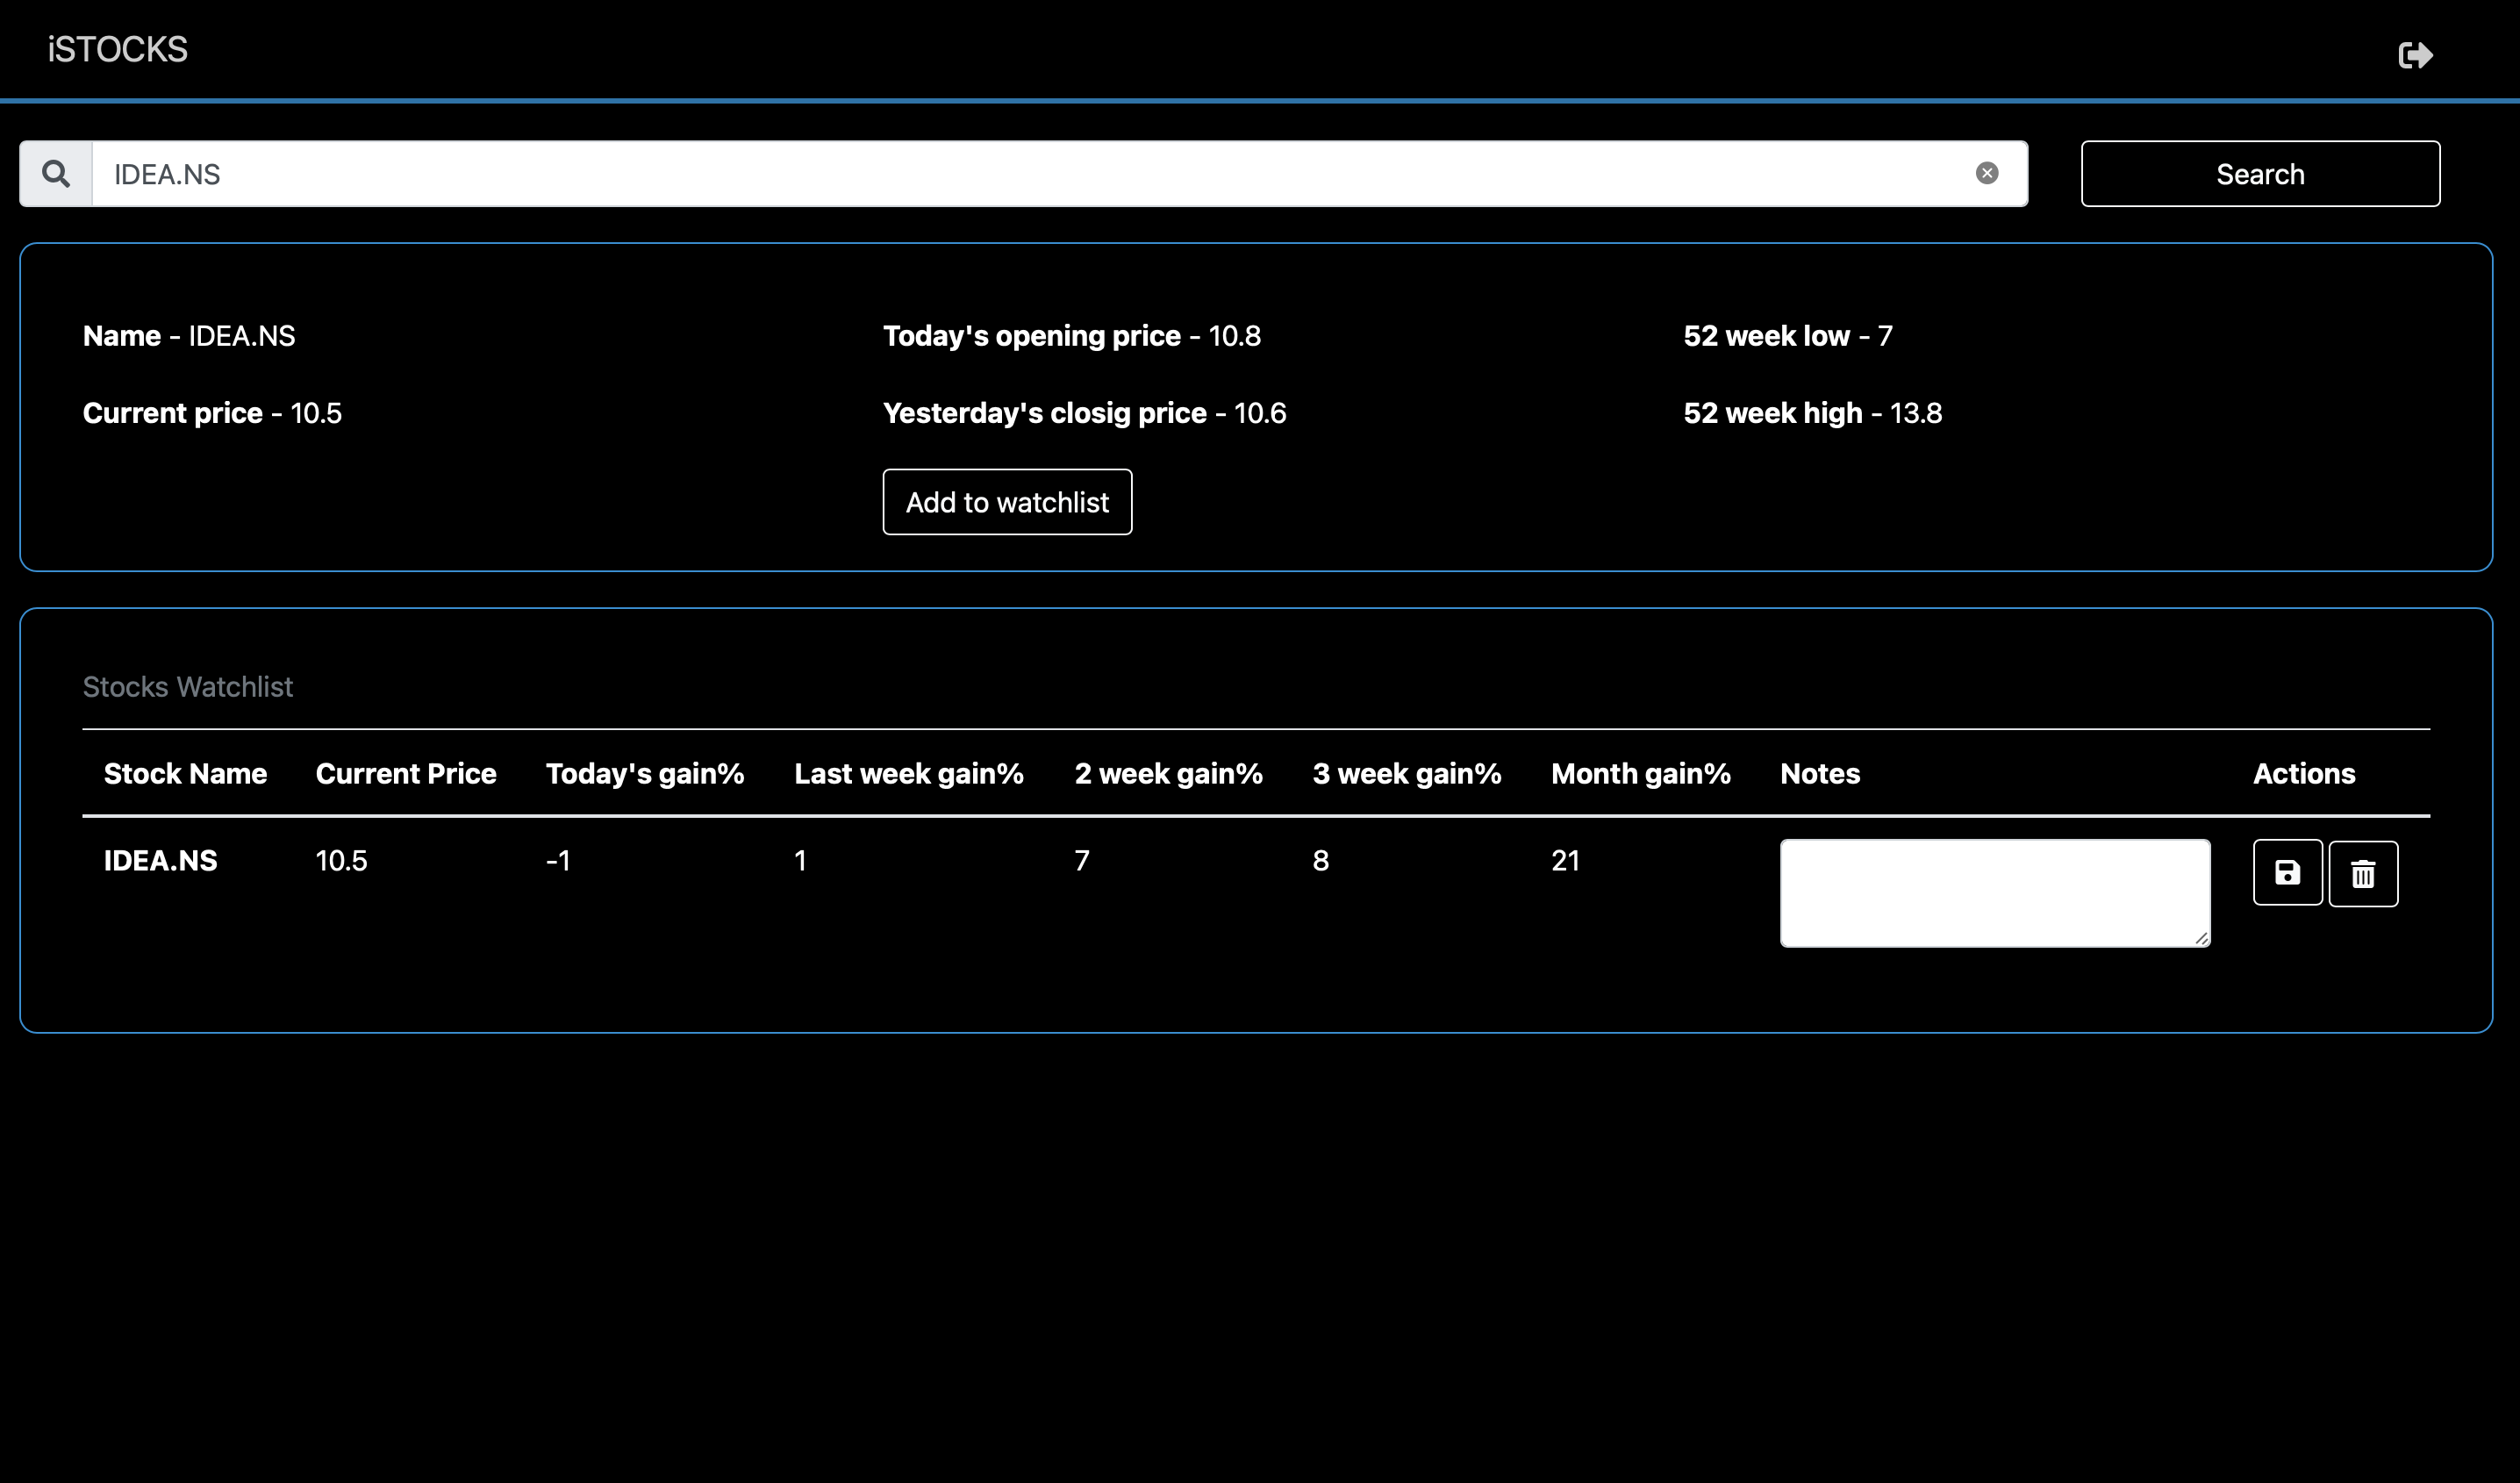 iSTOCKS
IDEA.NS
Search
Name - IDEA.NS
Today's opening price - 10.8
52 week low - 7
Current price - 10.5
Yesterday's closig price - 10.6
52 week high - 13.8
Add to watchlist
Stocks Watchlist
Stock Name Current Price Today's gain% Last week gain% 2 week gain% 3 week gain% Month gain% Notes Actions
IDEA.NS 10.5 -1 1 7 8 21